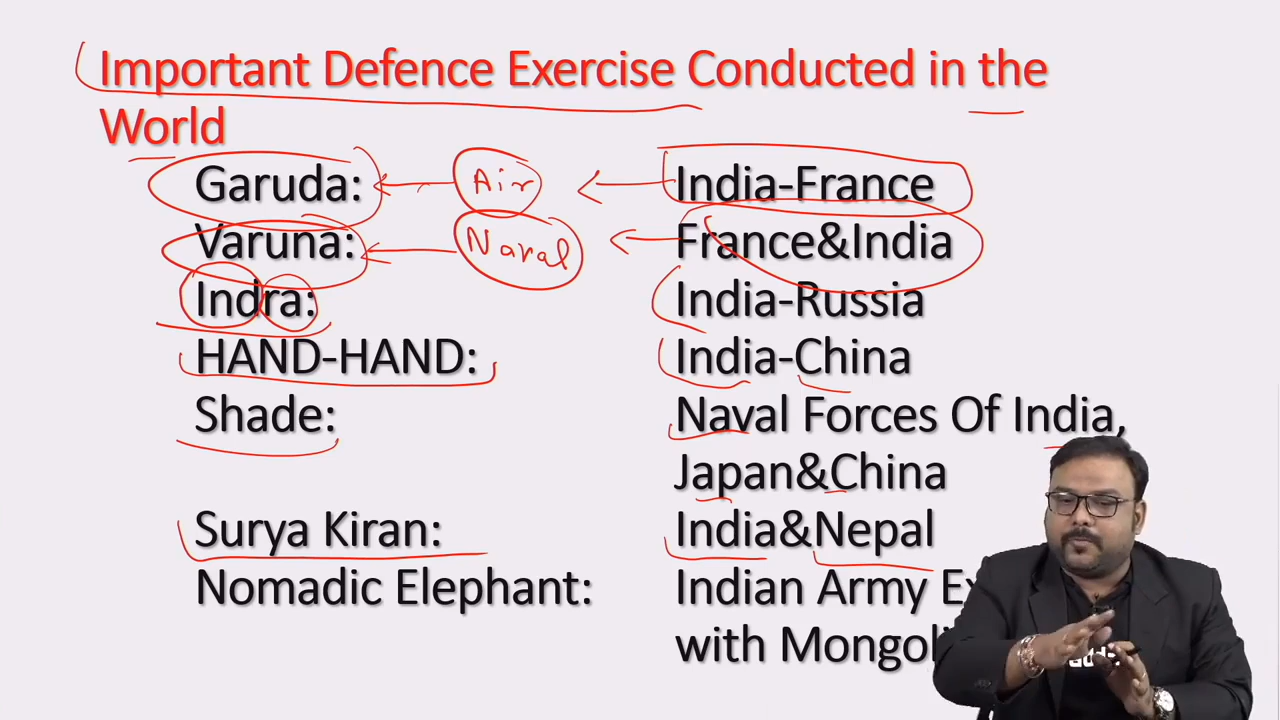 Important Defence Exercise Conducted in the
World
Garuda: Air India-France
Varuna: Naval France&India
Indra: India-Russia
HAND-HAND: India-China
Shade: Naval Forces Of India,
Japan&China
Surya Kiran: India&Nepal
Nomadic Elephant: Indian Army
with